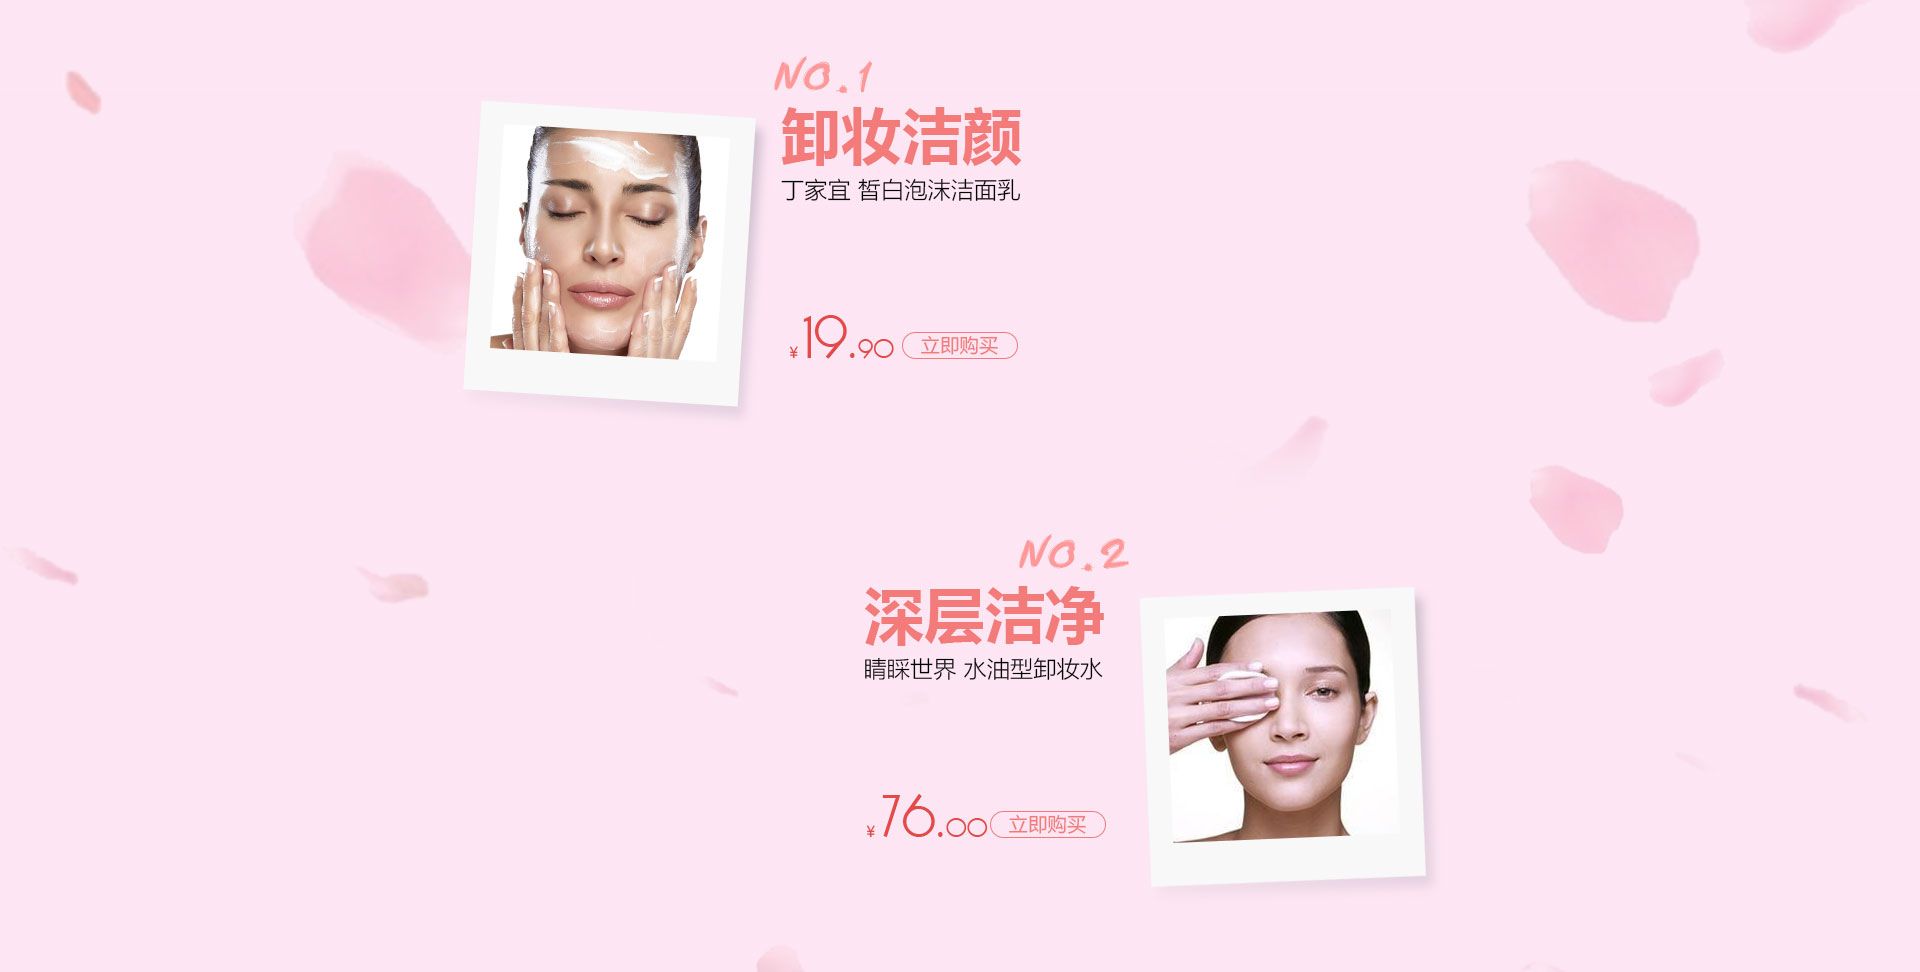 NO.1
卸妆洁颜
丁家宜 皙白泡沫洁面乳
¥19.90 立即购买
NO.2
深层洁净
睛睬世界 水油型卸妆水
¥76.00 立即购买